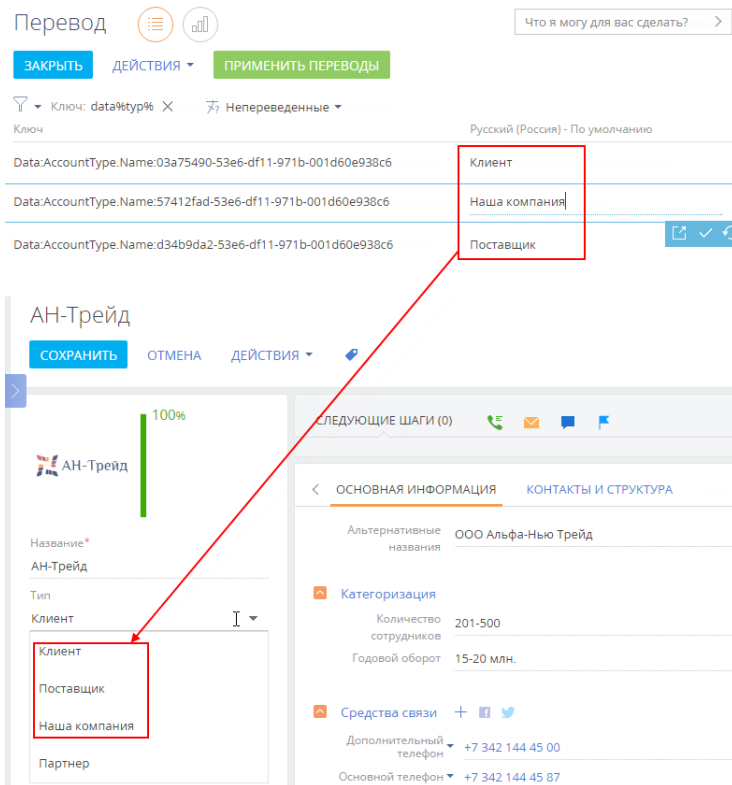 Перевод
Что я могу для вас сделать?
ЗАКРЫТЬ ДЕЙСТВИЯ ПРИМЕНИТЬ ПЕРЕВОДЫ
Ключ: data%typ% Непереведенные
Ключ Русский (Россия) - По умолчанию
Data:AccountType.Name:03a75490-53e6-df11-971b-001d60e938c6 Клиент
Data:AccountType.Name:57412fad-53e6-df11-971b-001d60e938c6 Наша компания
Data:AccountType.Name:d34b9da2-53e6-df11-971b-001d60e938c6 Поставщик
АН-Трейд
СОХРАНИТЬ ОТМЕНА ДЕЙСТВИЯ
100%
АН-Трейд
Название*
АН-Трейд
Тип
Клиент
Клиент
Поставщик
Наша компания
Партнер
СЛЕДУЮЩИЕ ШАГИ (0)
ОСНОВНАЯ ИНФОРМАЦИЯ КОНТАКТЫ И СТРУКТУРА
Альтернативные
названия
ООО Альфа-Нью Трейд
Категоризация
Количество
сотрудников
201-500
Годовой оборот 15-20 млн.
Средства связи
Дополнительный
телефон
+7 342 144 45 00
Основной телефон +7 342 144 45 87